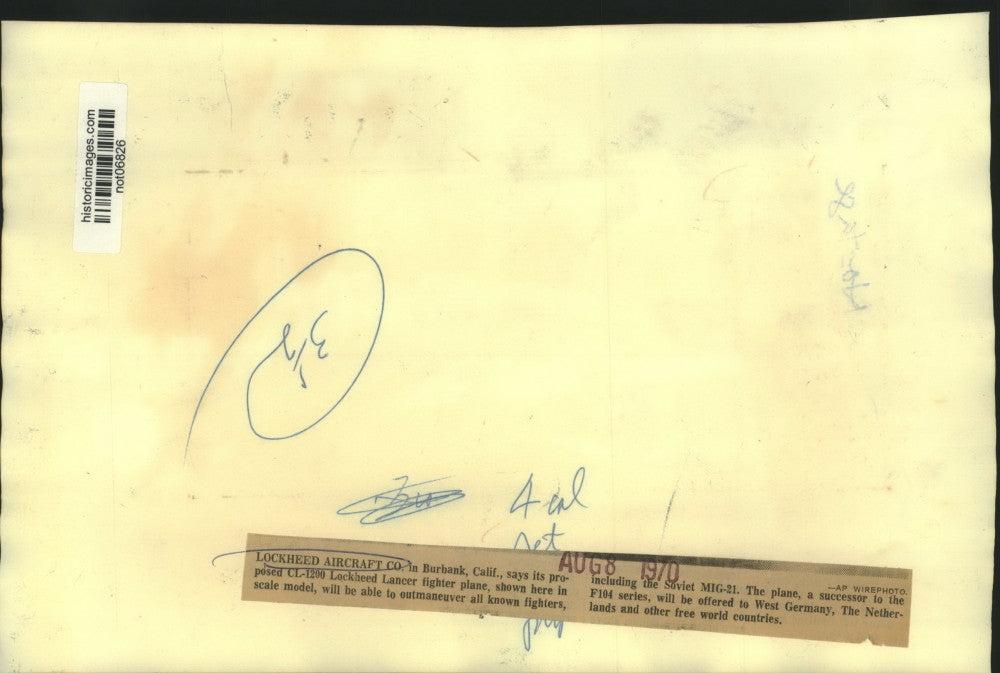 historicimages.com
not06826
4 col
AUG 8 1970
LOCKHEED AIRCRAFT CO. in Burbank, Calif., says its pro-
posed CL-1200 Lockheed Lancer fighter plane, shown here in
scale model, will be able to outmaneuver all known fighters,
—AP WIREPHOTO.
including the Soviet MIG-21. The plane, a successor to the
F104 series, will be offered to West Germany, The Nether-
lands and other free world countries.